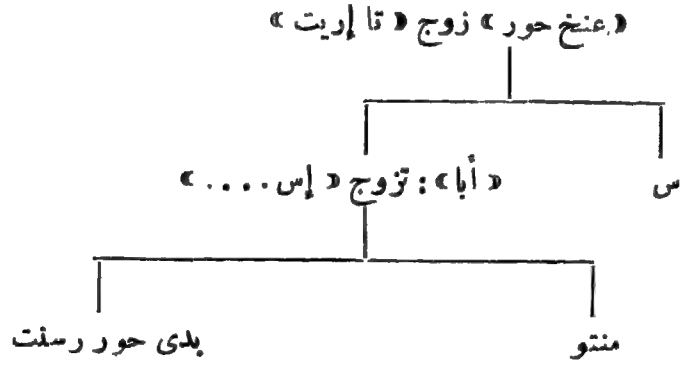 « عنخ حور » زوج « تا إريت »
« أبا » : تزوج « إس . . . . »
س
منتو
بدى حور رسنت